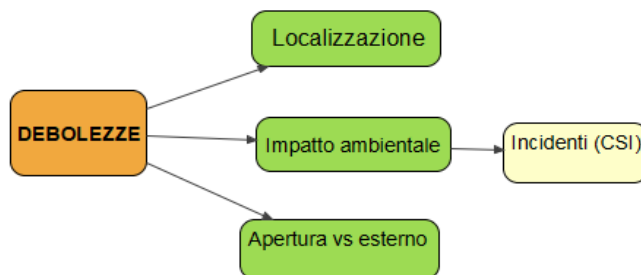 Localizzazione
DEBOLEZZE
Impatto ambientale
Incidenti (CSI)
Apertura vs esterno